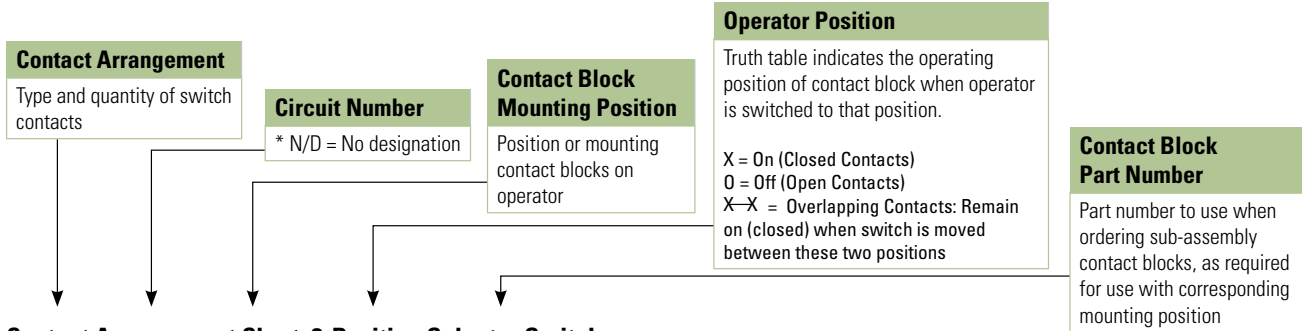 Operator Position
Truth table indicates the operating
position of contact block when operator
is switched to that position.
X = On (Closed Contacts)
O = Off (Open Contacts)
X—X = Overlapping Contacts: Remain
on (closed) when switch is moved
between these two positions
Contact Arrangement
Type and quantity of switch
contacts
Circuit Number
* N/D = No designation
Contact Block
Mounting Position
Position or mounting
contact blocks on
operator
Contact Block
Part Number
Part number to use when
ordering sub-assembly
contact blocks, as required
for use with corresponding
mounting position